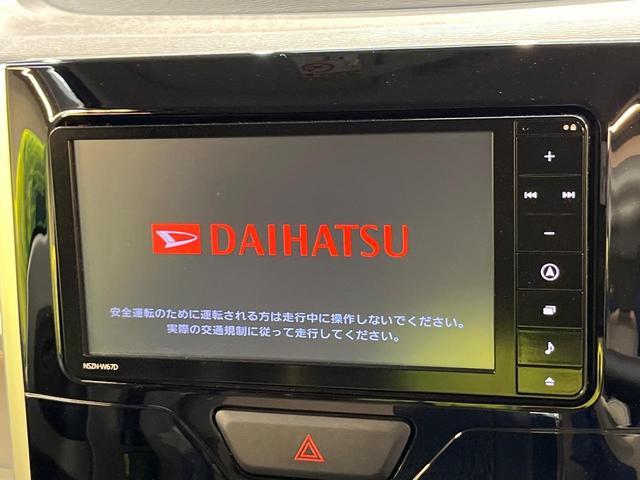 DAIHATSU
安全運転のために運転される方は走行中に操作しないでください。
実際の交通規制に従って走行してください。
NSZN-W67D